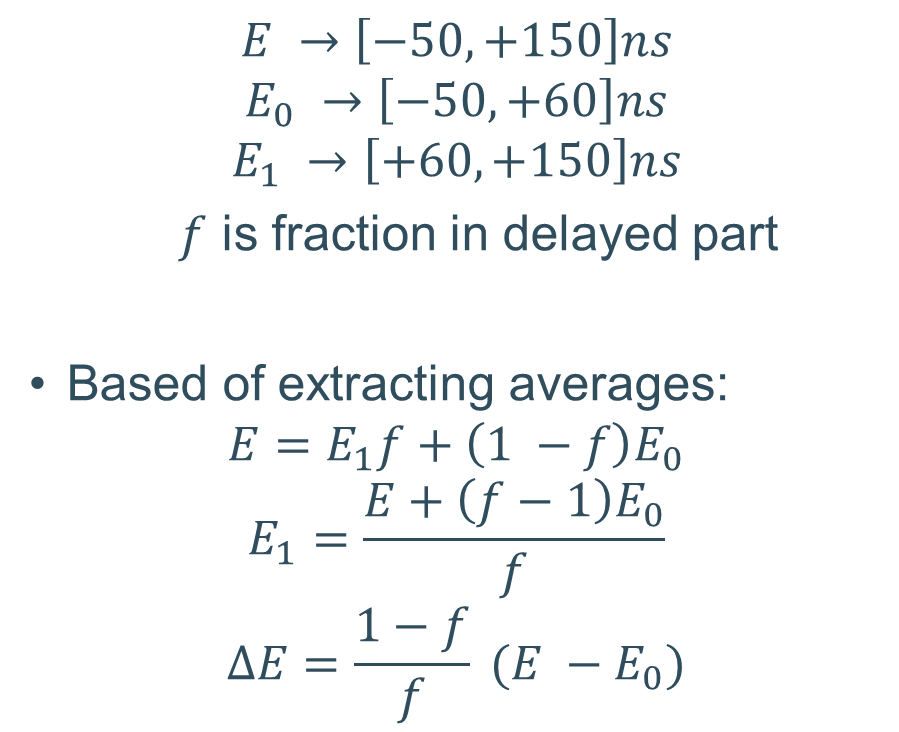 E → [−50, +150]ns
E₀ → [−50, +60]ns
E₁ → [+60, +150]ns
f is fraction in delayed part
• Based of extracting averages:
E = E₁f + (1 − f)E₀
E₁ = (E + (f − 1)E₀) / f
ΔE = (1 − f) / f (E − E₀)